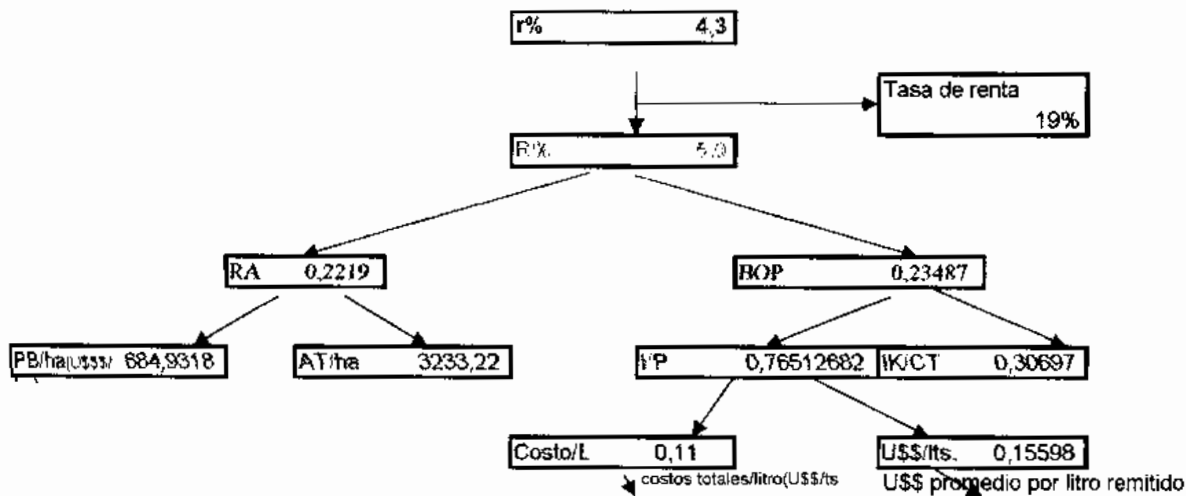 r% 4,3
Tasa de renta
19%
R% 5,0
RA 0,2219
BOP 0,23487
PB/ha(U$$$/ 684,9318
AT/ha 3233,22
I/P 0,76512682
IK/CT 0,30697
Costo/L 0,11
U$$/lts. 0,15598
costos totales/litro(U$$/ts
U$$ promedio por litro remitido